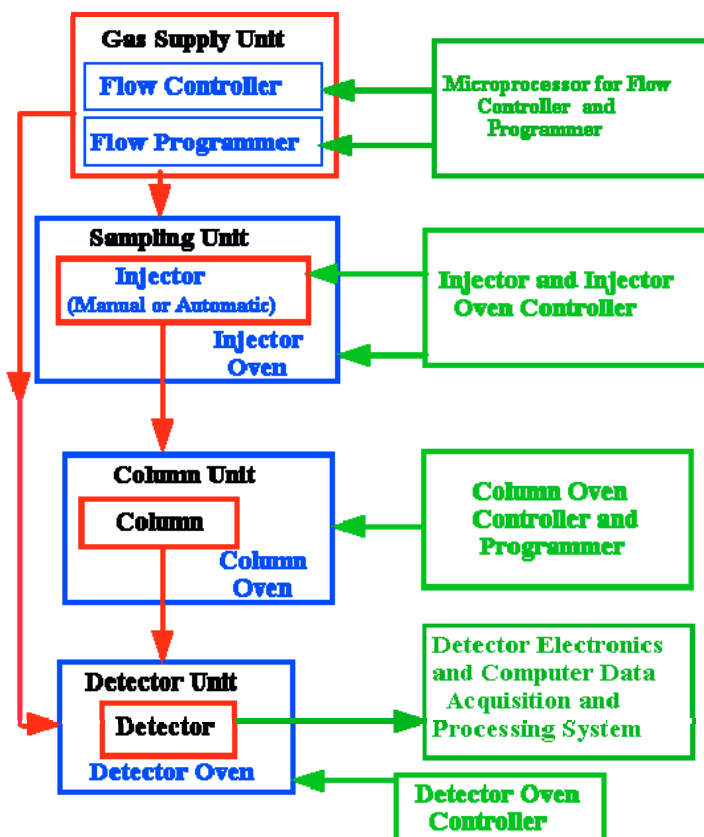 Gas Supply Unit
Flow Controller
Flow Programmer
Microprocessor for Flow
Controller and
Programmer
Sampling Unit
Injector
(Manual or Automatic)
Injector
Oven
Injector and Injector
Oven Controller
Column Unit
Column
Column
Oven
Column Oven
Controller and
Programmer
Detector Unit
Detector
Detector Oven
Detector Electronics
and Computer Data
Acquisition and
Processing System
Detector Oven
Controller